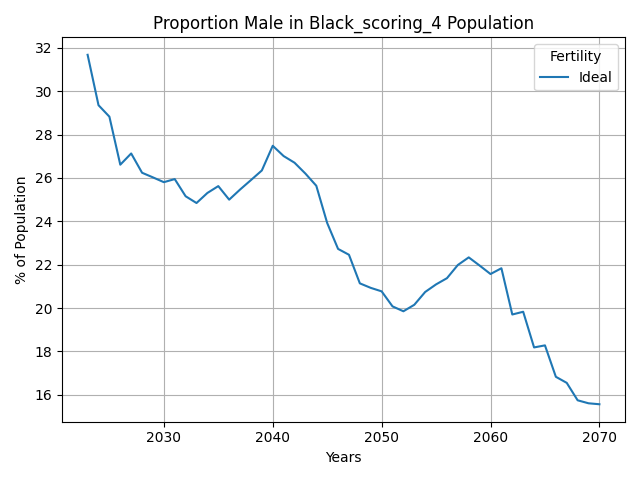 Proportion Male in Black_scoring_4 Population
Fertility
Ideal
% of Population
32
30
28
26
24
22
20
18
16
2030 2040 2050 2060 2070
Years